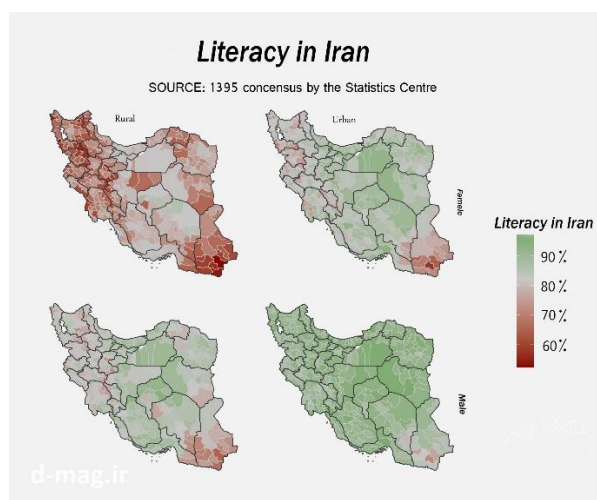 Literacy in Iran
SOURCE: 1395 concensus by the Statistics Centre
Rural
Urban
Female
Literacy in Iran
90%
80%
70%
60%
Male
d-mag.ir